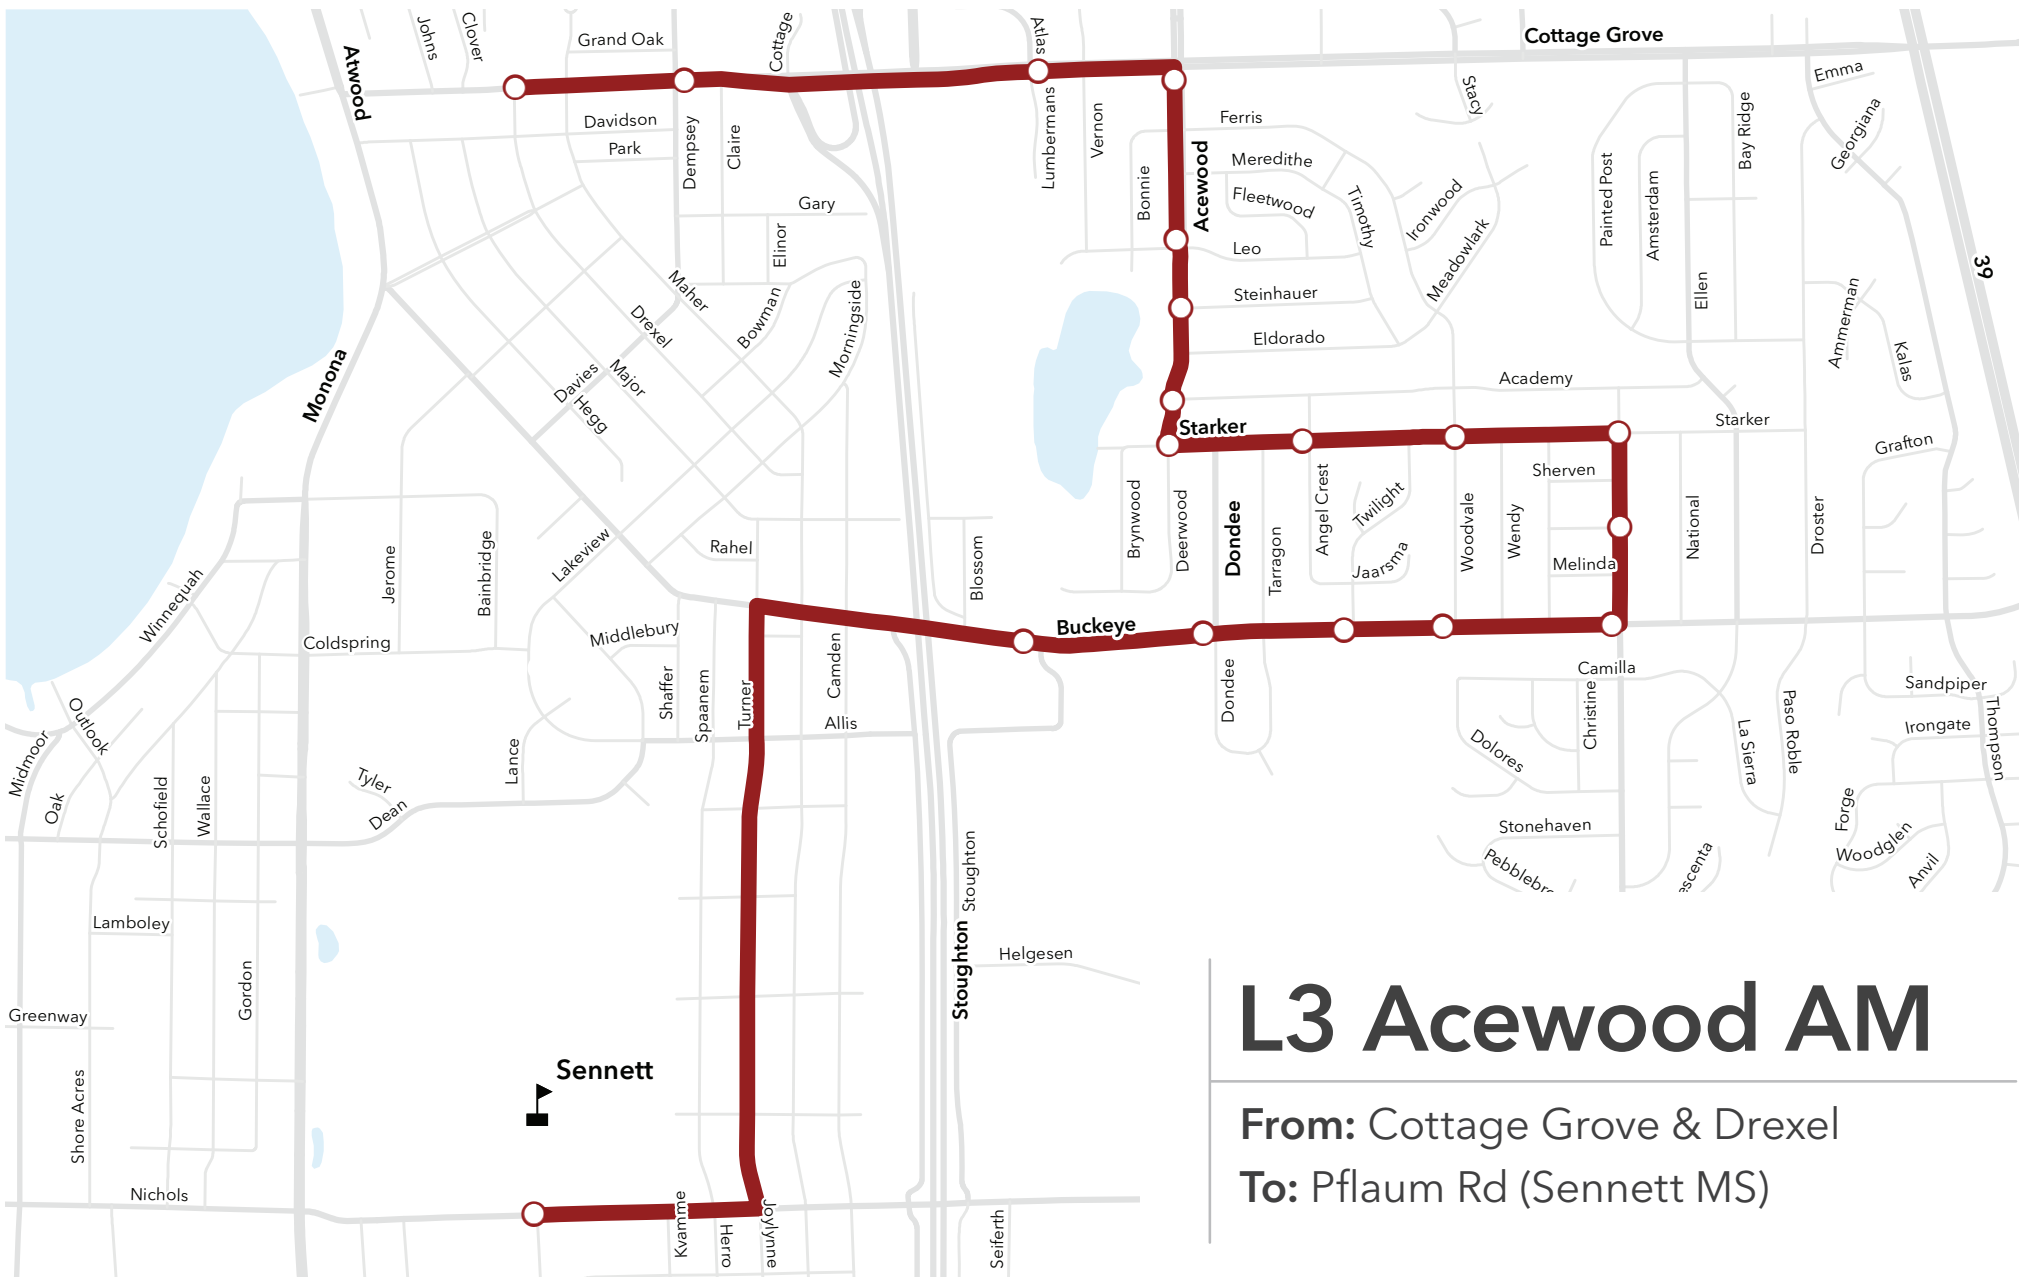 Johns
Clover
Grand Oak
Cottage
Atlas
Cottage Grove
Atwood
Stacy
Emma
Georgiana
Davidson
Park
Dempsey
Claire
Lumbermans
Vernon
Bonnie
Acewood
Ferris
Meredithe
Fleetwood
Timothy
Ironwood
Meadowlark
Painted Post
Amsterdam
Bay Ridge
Gary
Elinor
Leo
Steinhauer
Eldorado
Ellen
39
Ammerman
Kalas
Maher
Drexel
Bowman
Morningside
Davies
Major
Hegg
Monona
Academy
Starker
Starker
Grafton
Sherven
Brynwood
Deerwood
Dondee
Tarragon
Angel Crest
Twilight
Jaarsma
Woodvale
Wendy
Melinda
National
Droster
Rahel
Lakeview
Blossom
Jerome
Bainbridge
Winnequah
Coldspring
Middlebury
Buckeye
Camilla
Shaffer
Spaanem
Turner
Camden
Allis
Dondee
Christine
Dolores
La Sierra
Paso Roble
Sandpiper
Irongate
Thompson
Outlook
Midmoor
Oak
Schofield
Wallace
Tyler
Dean
Lance
Stonehaven
Pebblebro
escenta
Forge
Woodglen
Anvil
Stoughton
Stoughton
Helgesen
Lamboley
Gordon
Greenway
Shore Acres
Sennett
Nichols
Kvamme
Herro
Joylynne
Seiferth
L3 Acewood AM
From: Cottage Grove & Drexel
To: Pflaum Rd (Sennett MS)